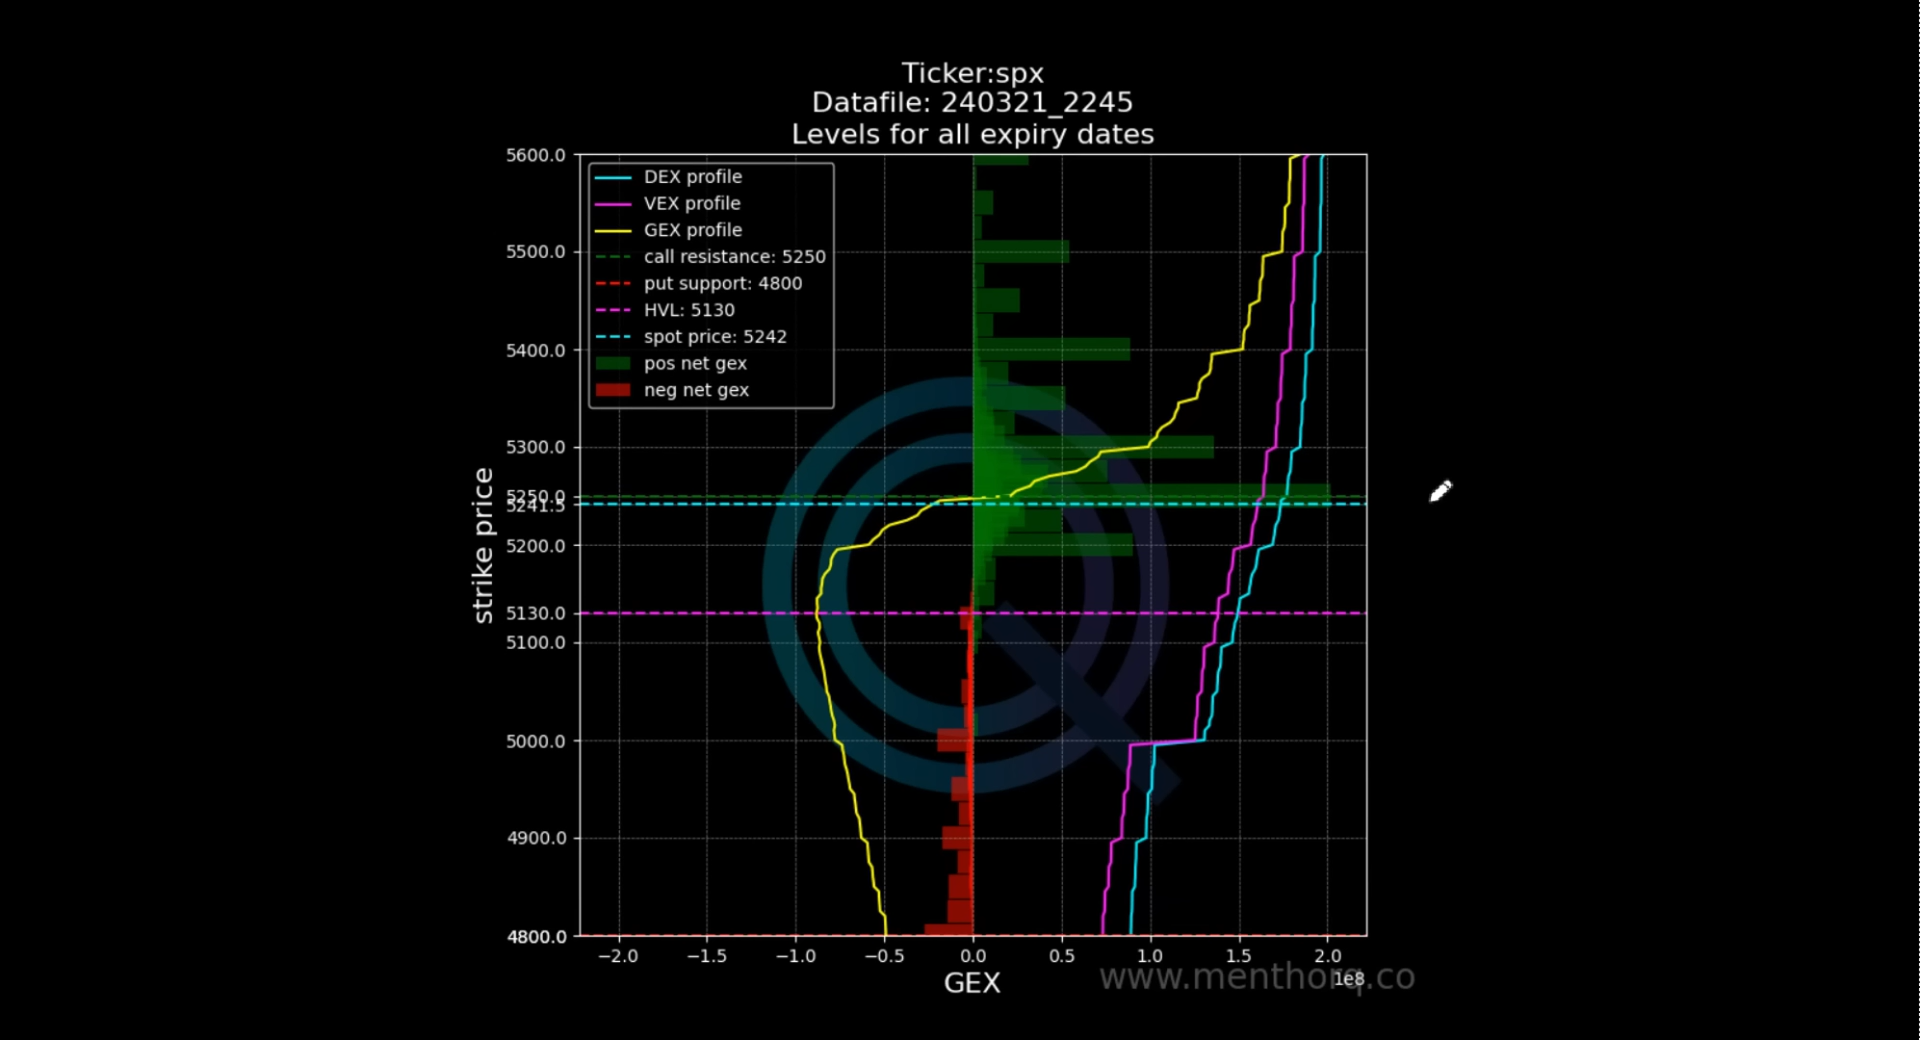 Ticker:spx
Datafile: 240321_2245
Levels for all expiry dates
DEX profile
VEX profile
GEX profile
call resistance: 5250
put support: 4800
HVL: 5130
spot price: 5242
pos net gex
neg net gex
strike price
5600.0
5500.0
5400.0
5300.0
5250.0
5241.5
5200.0
5130.0
5100.0
5000.0
4900.0
4800.0
−2.0 −1.5 −1.0 −0.5 0.0 0.5 1.0 1.5 2.0
1e8
GEX
www.menthorq.co